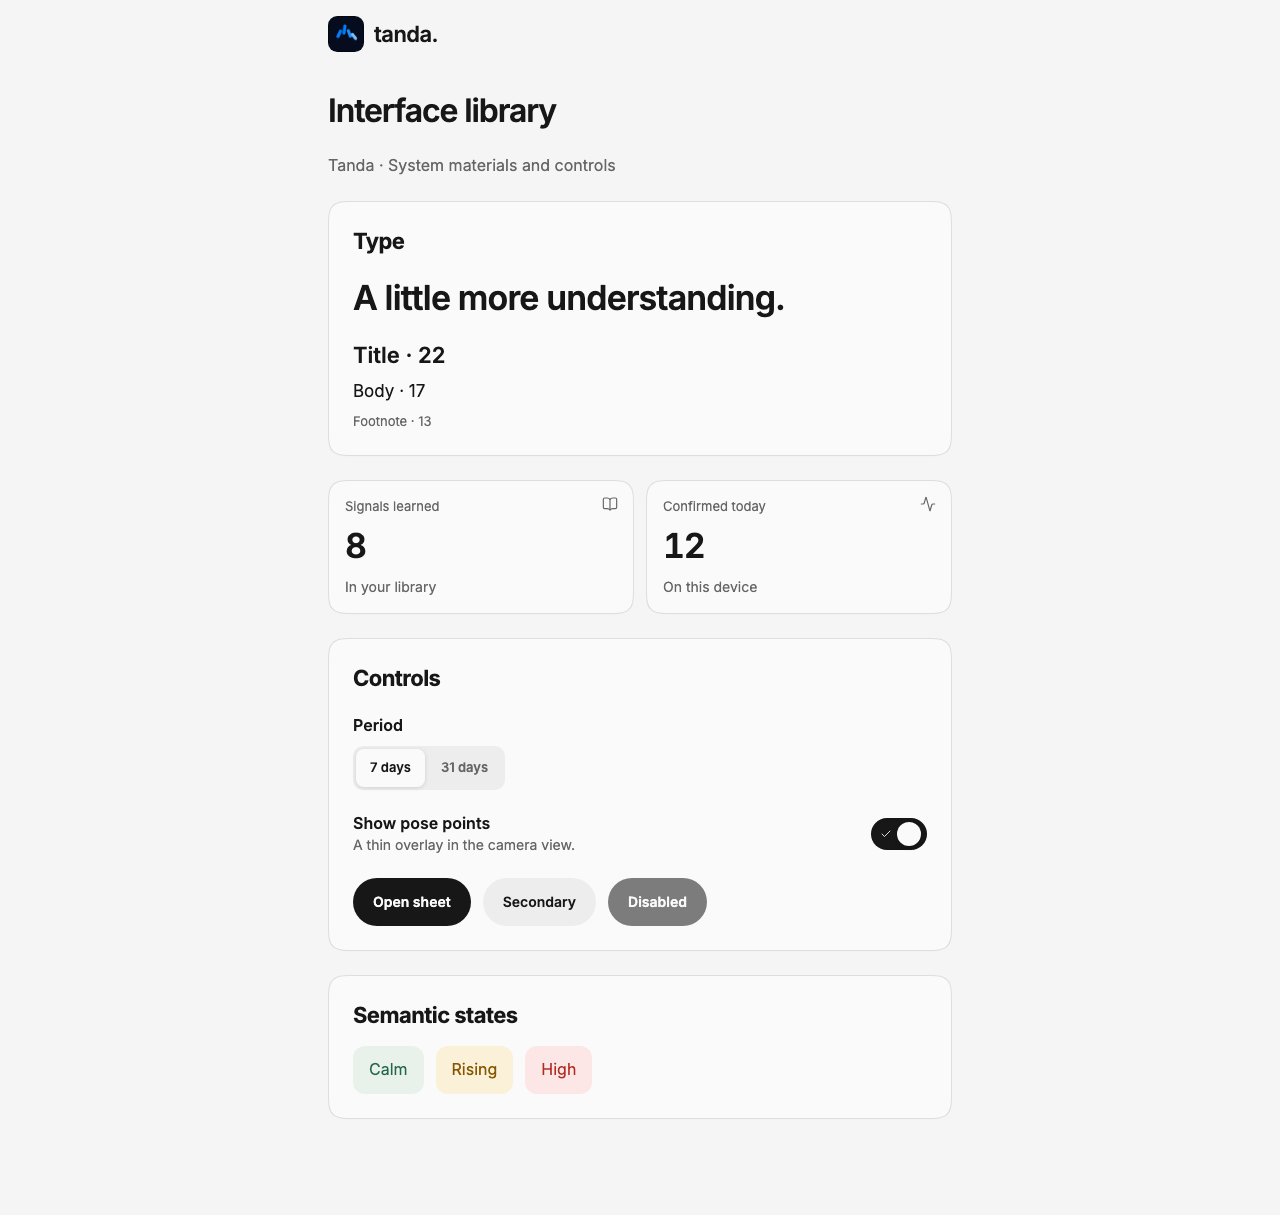 tanda.
Interface library
Tanda · System materials and controls
Type
A little more understanding.
Title · 22
Body · 17
Footnote · 13
Signals learned
8
In your library
Confirmed today
12
On this device
Controls
Period
7 days 31 days
Show pose points
A thin overlay in the camera view.
Open sheet Secondary Disabled
Semantic states
Calm Rising High